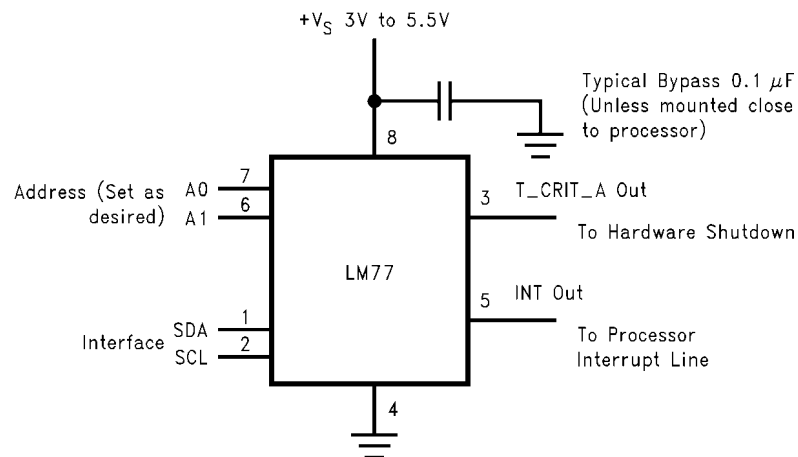 +VS 3V to 5.5V
Typical Bypass 0.1 μF
(Unless mounted close
to processor)
8
Address (Set as
desired)
A0
7
A1
6
3
T_CRIT_A Out
To Hardware Shutdown
LM77
5
INT Out
To Processor
Interrupt Line
Interface
SDA
1
SCL
2
4